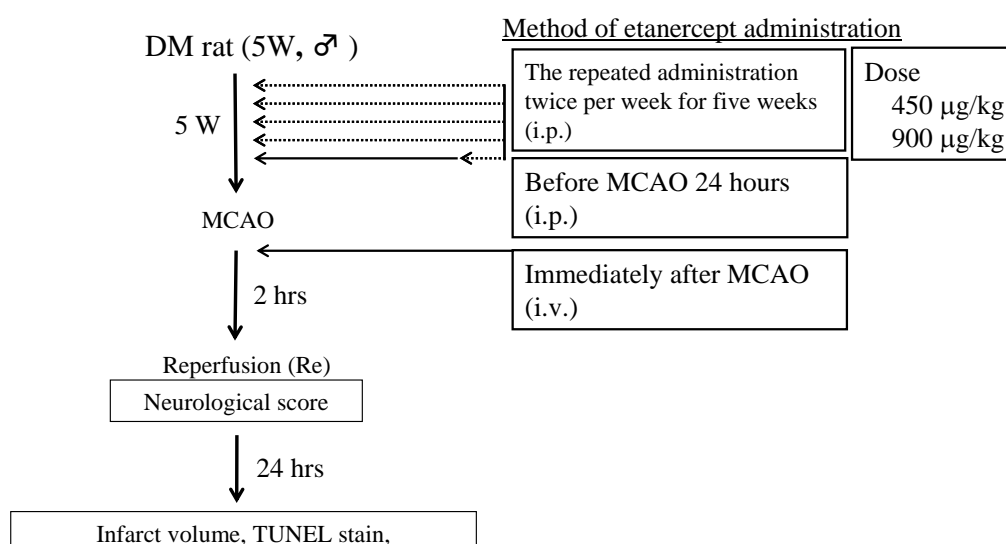 Method of etanercept administration
DM rat (5W, ♂ )
The repeated administration
twice per week for five weeks
(i.p.)
Dose
450 μg/kg
900 μg/kg
5 W
Before MCAO 24 hours
(i.p.)
MCAO
Immediately after MCAO
(i.v.)
2 hrs
Reperfusion (Re)
Neurological score
24 hrs
Infarct volume, TUNEL stain,